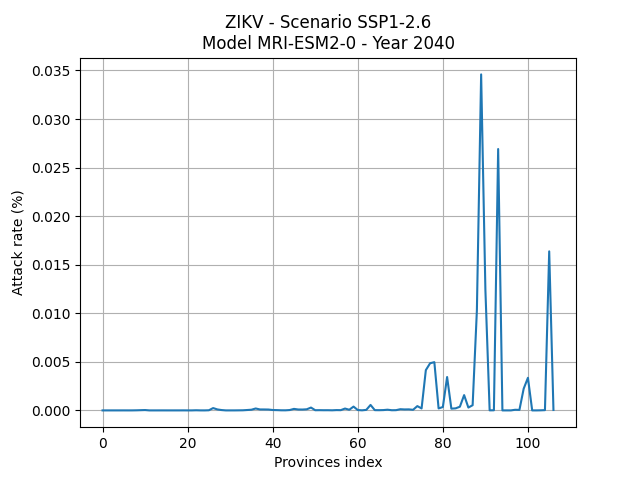 ZIKV - Scenario SSP1-2.6
Model MRI-ESM2-0 - Year 2040
0.035
0.030
0.025
0.020
0.015
0.010
0.005
0.000
Attack rate (%)
0 20 40 60 80 100
Provinces index